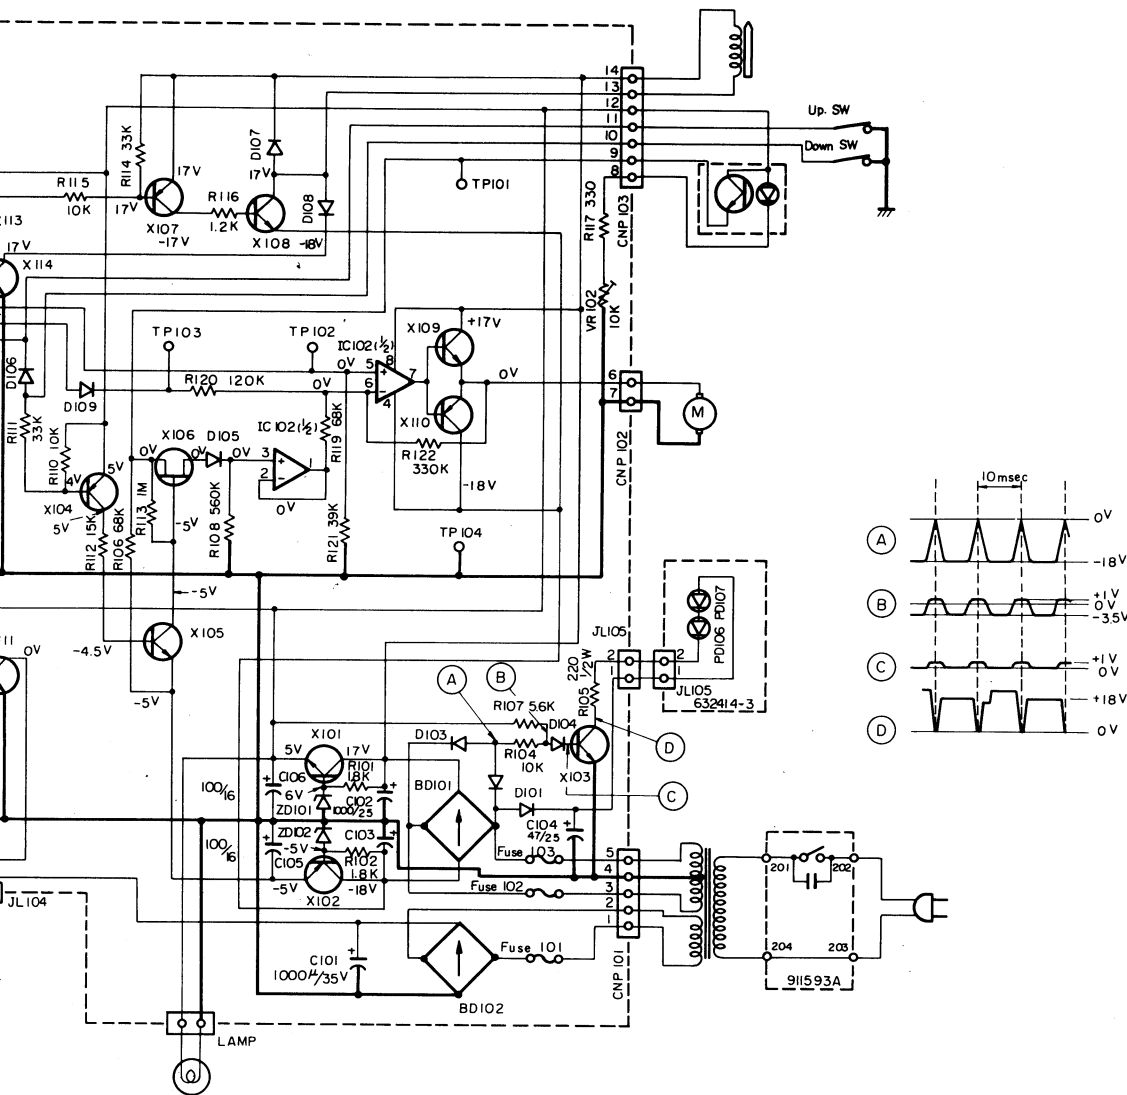 14
13
12
11
10
9
8
CNP 103
Up. SW
Down SW
R114 33K
D107
17V
17V
R115
10K
17V
X107
-17V
R116
1.2K
X108
-18V
D108
TP101
R117 330
VR102
10K
X113
17V
X114
TP103
TP102
IC102(½)
X109
+17V
0V
5
8
7
6
4
0V
0V
X110
D106
D109
R120 120K
R111
33K
R110 10K
X106
D105
0V
0V
0V
IC102(½)
3
2
1
0V
R119 68K
R122
330K
-18V
6
7
CNP 102
M
4V
5V
X104
5V
R112 15K
R106 68K
R113 1M
-5V
R108 560K
R121 39K
TP104
-5V
X105
-4.5V
-5V
11
0V
10msec
A
0V
-18V
B
+1V
0V
-3.5V
C
+1V
0V
D
+18V
0V
PD106 PD107
JL105
2
1
2
1
JL105
632414-3
220
1/2W
R105
A
B
R107 5.6K
D103
D104
R104
10K
X103
D
C
X101
5V
17V
R101
1.8K
C106
6V
100/16
ZD101
C102
1000/25
ZD102
C103
-5V
100/16
C105
R102
1.8K
-5V
-18V
X102
BD101
D101
C104
47/25
Fuse 103
Fuse 102
5
4
3
2
1
CNP 101
Fuse 101
C101
1000μ/35V
BD102
201
202
204
203
911593A
JL104
LAMP